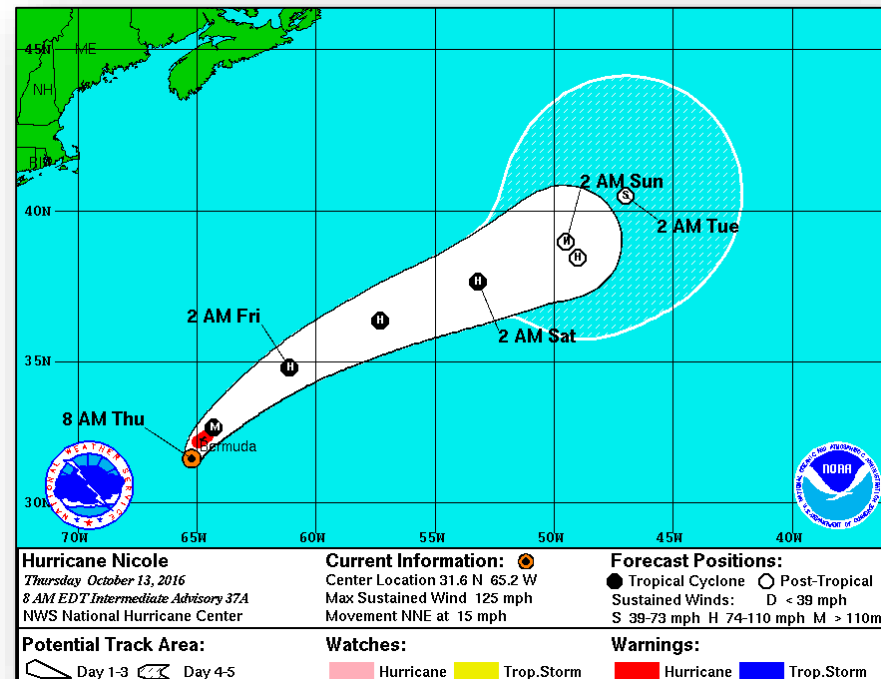 45N
ME
NH
RI
2 AM Sun
40N
2 AM Tue
2 AM Fri
2 AM Sat
35N
8 AM Thu
Bermuda
30N
NATIONAL WEATHER SERVICE
NOAA
70W 65W 60W 55W 50W 45W 40W
H
H
S
H
H
H
M
Hurricane Nicole
Thursday October 13, 2016
8 AM EDT Intermediate Advisory 37A
NWS National Hurricane Center
Current Information:
Center Location 31.6 N 65.2 W
Max Sustained Wind 125 mph
Movement NNE at 15 mph
Forecast Positions:
Tropical Cyclone Post-Tropical
Sustained Winds: D < 39 mph
S 39-73 mph H 74-110 mph M > 110m
Potential Track Area:
Day 1-3 Day 4-5
Watches:
Hurricane Trop.Storm
Warnings:
Hurricane Trop.Storm